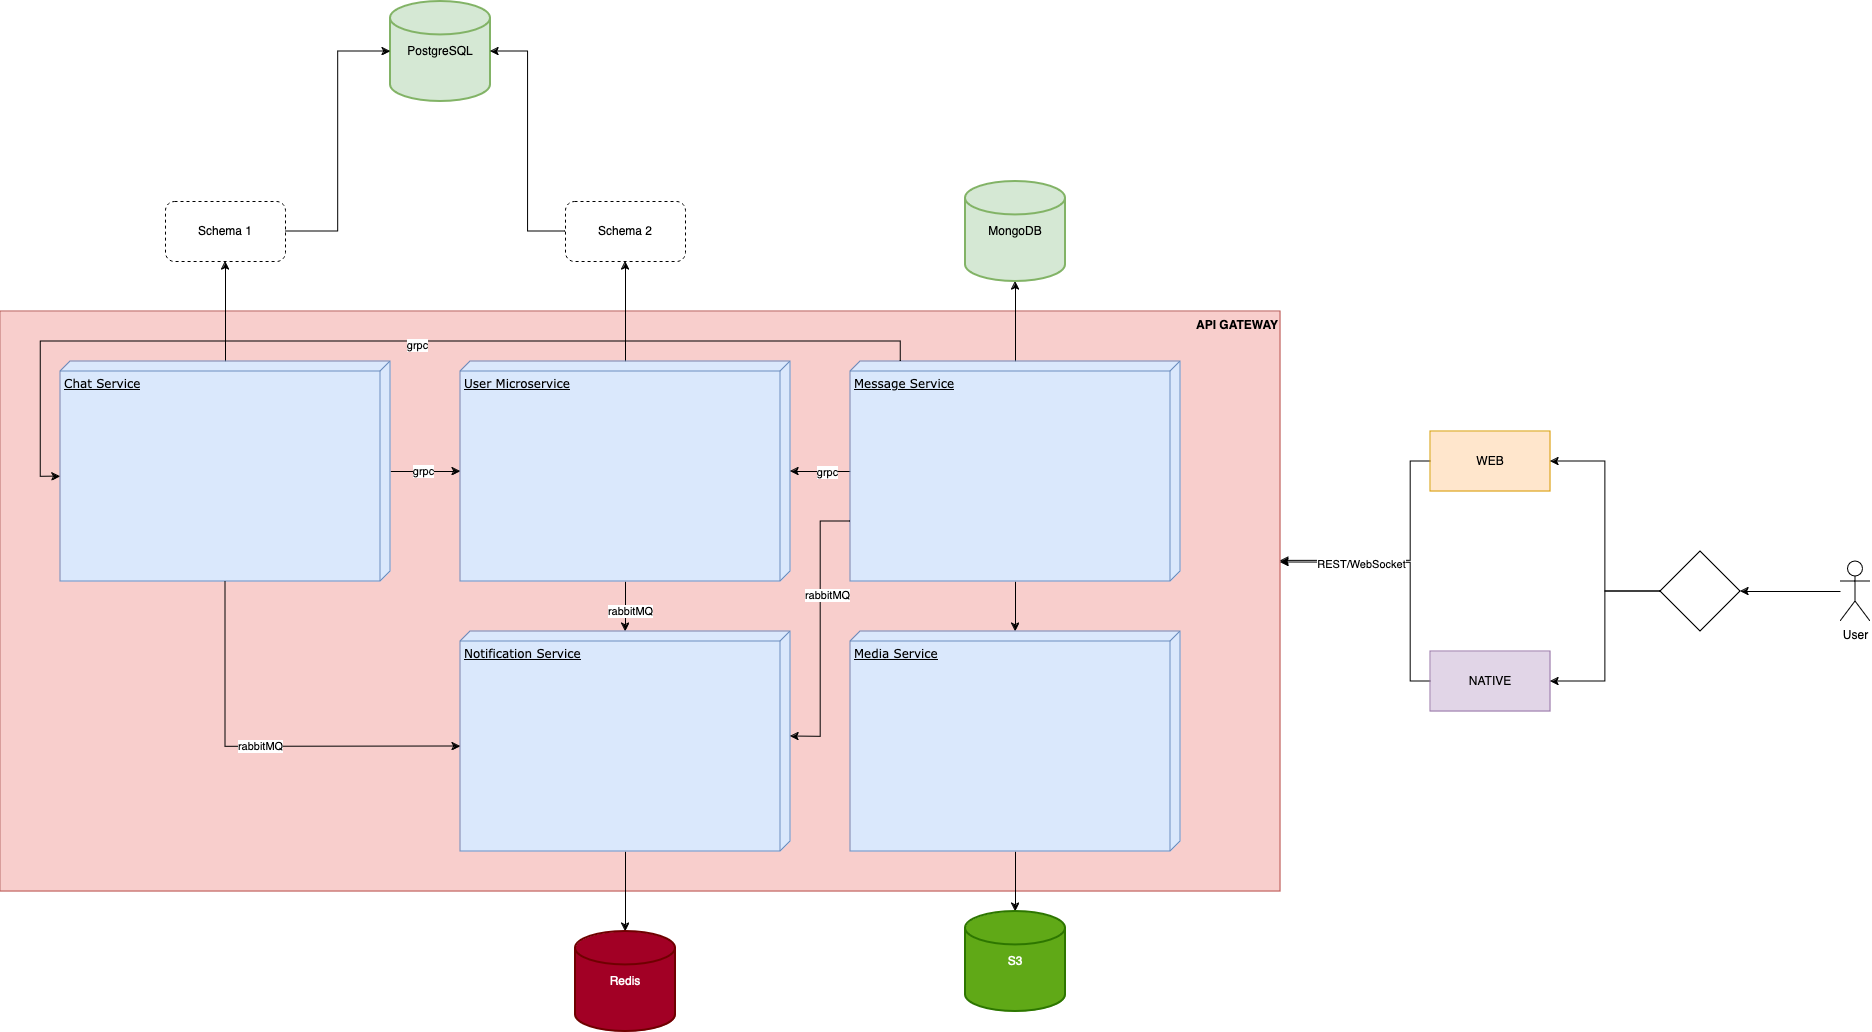 PostgreSQL
Schema 1
Schema 2
MongoDB
API GATEWAY
grpc
Chat Service
User Microservice
Message Service
grpc
grpc
WEB
REST/WebSocket
rabbitMQ
rabbitMQ
User
Notification Service
Media Service
NATIVE
rabbitMQ
S3
Redis